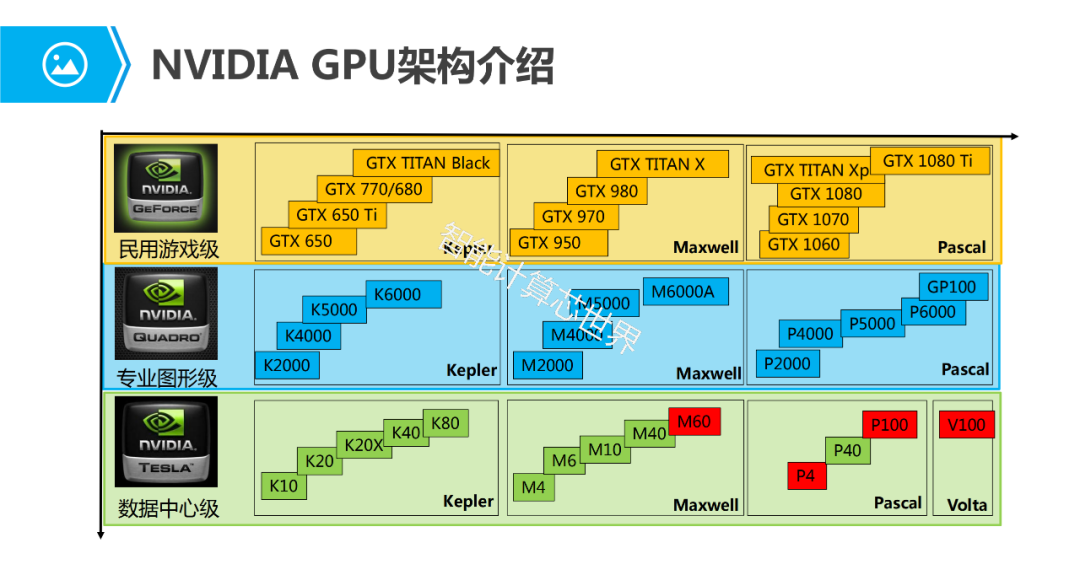 NVIDIA GPU架构介绍
NVIDIA.
GEFORCE
民用游戏级
GTX TITAN Black
GTX 770/680
GTX 650 Ti
GTX 650
Kepler
GTX TITAN X
GTX 980
GTX 970
GTX 950
Maxwell
GTX 1080 Ti
GTX TITAN Xp
GTX 1080
GTX 1070
GTX 1060
Pascal
智能计算芯世界
NVIDIA.
QUADRO
专业图形级
K6000
K5000
K4000
K2000
Kepler
M6000A
M5000
M4000
M2000
Maxwell
GP100
P6000
P5000
P4000
P2000
Pascal
NVIDIA.
TESLA
数据中心级
K80
K40
K20X
K20
K10
Kepler
M60
M40
M10
M6
M4
Maxwell
P100
P40
P4
Pascal
V100
Volta